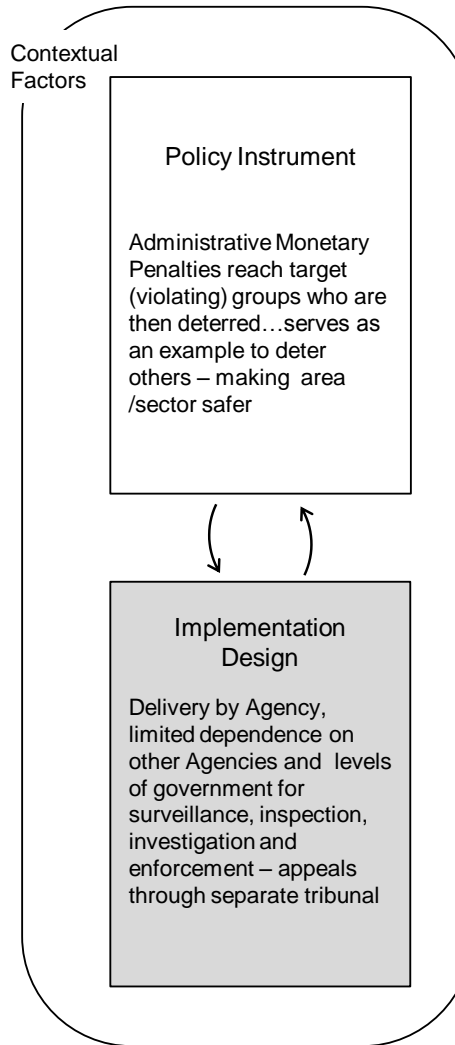 Contextual
Factors
Policy Instrument
Administrative Monetary
Penalties reach target
(violating) groups who are
then deterred…serves as
an example to deter
others – making area
/sector safer
Implementation
Design
Delivery by Agency,
limited dependence on
other Agencies and levels
of government for
surveillance, inspection,
investigation and
enforcement – appeals
through separate tribunal